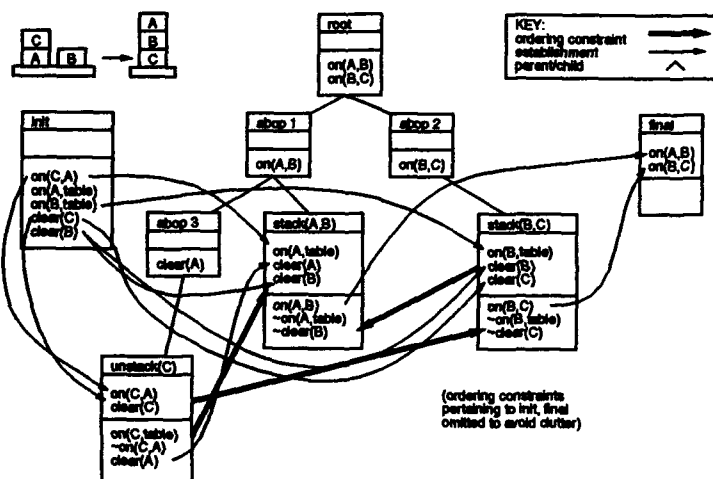 C
A
B
A
B
C
root
on(A,B)
on(B,C)
KEY:
ordering constraint
establishment
parent/child
init
on(C,A)
on(A,table)
on(B,table)
clear(C)
clear(B)
abop 1
on(A,B)
abop 2
on(B,C)
final
on(A,B)
on(B,C)
abop 3
clear(A)
stack(A,B)
on(A,table)
clear(A)
clear(B)
on(A,B)
~on(A,table)
~clear(B)
stack(B,C)
on(B,table)
clear(B)
clear(C)
on(B,C)
~on(B,table)
~clear(C)
unstack(C)
on(C,A)
clear(C)
on(C,table)
~on(C,A)
clear(A)
(ordering constraints
pertaining to init, final
omitted to avoid clutter)